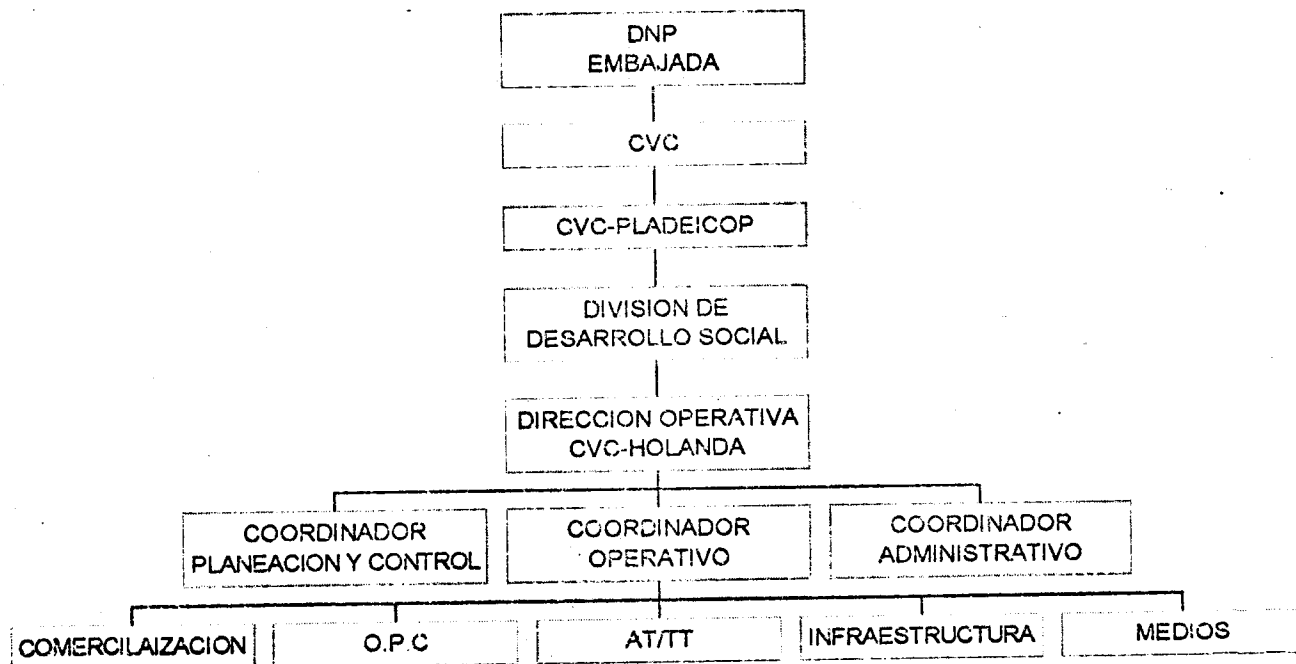 DNP
EMBAJADA
CVC
CVC-PLADEICOP
DIVISION DE
DESARROLLO SOCIAL
DIRECCION OPERATIVA
CVC-HOLANDA
COORDINADOR
PLANEACION Y CONTROL
COORDINADOR
OPERATIVO
COORDINADOR
ADMINISTRATIVO
COMERCILAIZACION
O.P.C
AT/TT
INFRAESTRUCTURA
MEDIOS